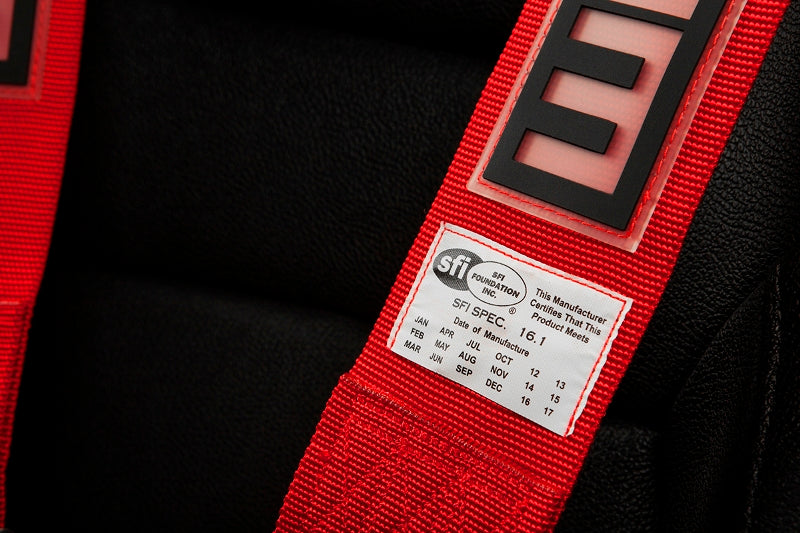 sfi
SFI
FOUNDATION
INC.
®
This Manufacturer
Certifies That This
Product Meets
SFI SPEC. 16.1
Date of Manufacture
JAN APR JUL OCT 12 13
FEB MAY AUG NOV 14 15
MAR JUN SEP DEC 16 17